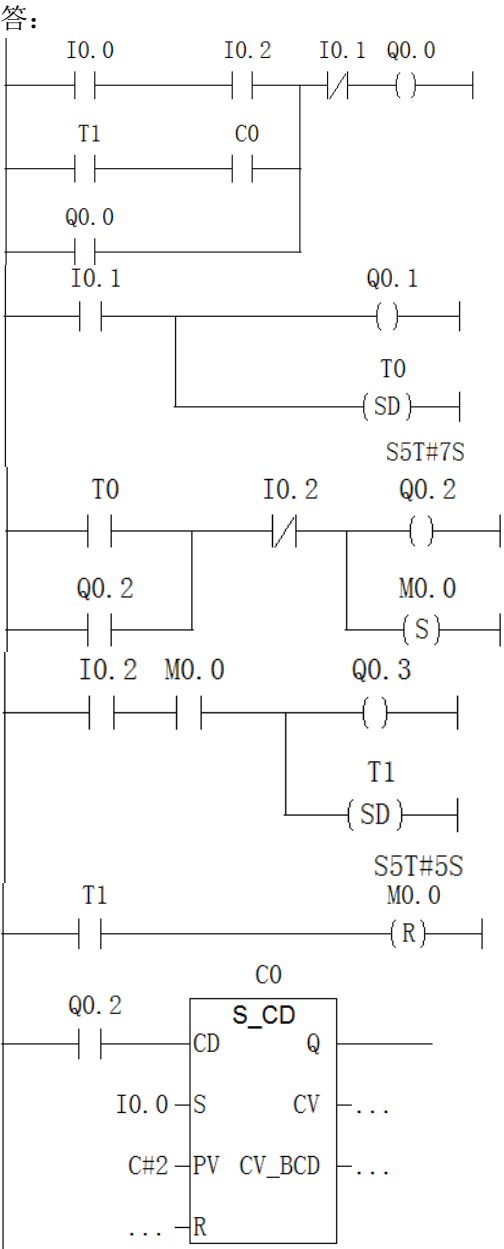 答：
I0.0 I0.2 I0.1 Q0.0
T1 C0
Q0.0
I0.1 Q0.1
T0
SD
S5T#7S
T0 I0.2 Q0.2
Q0.2 M0.0
S
I0.2 M0.0 Q0.3
T1
SD
S5T#5S
T1 M0.0
R
C0
Q0.2 S_CD
CD Q
I0.0 S CV ...
C#2 PV CV_BCD ...
... R